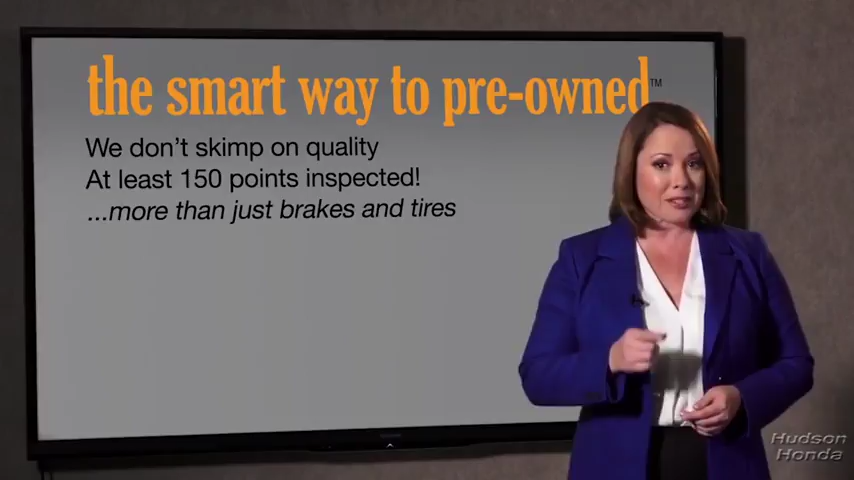 the smart way to pre-owned™
We don't skimp on quality
At least 150 points inspected!
...more than just brakes and tires
Hudson
Honda